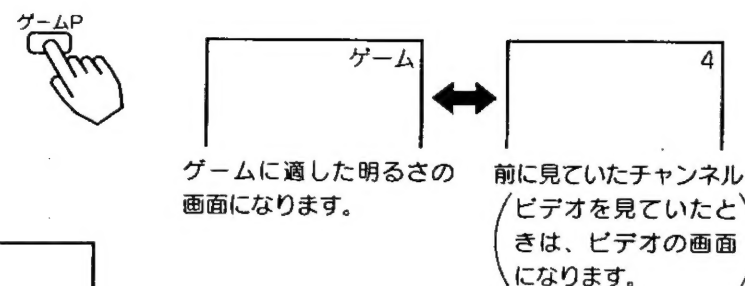 ゲームP
ゲーム
4
ゲームに適した明るさの
画面になります。
前に見ていたチャンネル
ビデオを見ていたと
きは、ビデオの画面
になります。